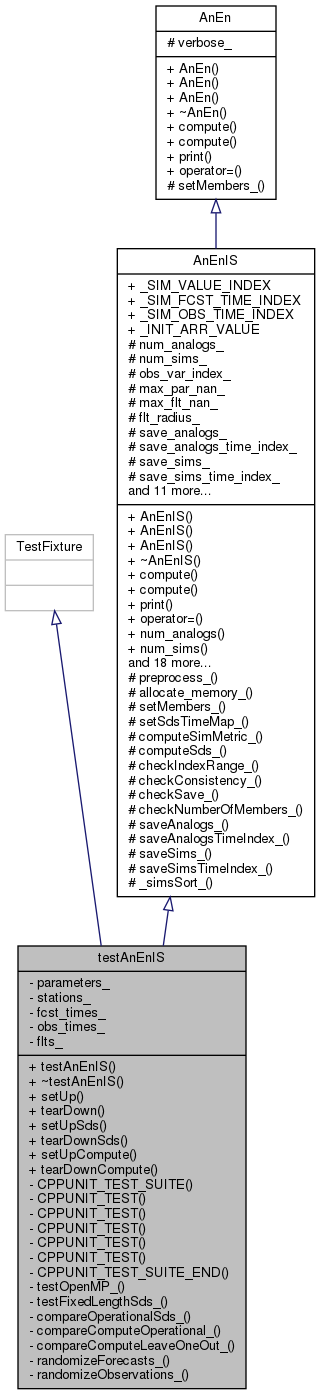 AnEn
# verbose_
+ AnEn()
+ AnEn()
+ AnEn()
+ ~AnEn()
+ compute()
+ compute()
+ print()
+ operator=()
# setMembers_()
AnEnIS
+ _SIM_VALUE_INDEX
+ _SIM_FCST_TIME_INDEX
+ _SIM_OBS_TIME_INDEX
+ _INIT_ARR_VALUE
# num_analogs_
# num_sims_
# obs_var_index_
# max_par_nan_
# max_flt_nan_
# flt_radius_
# save_analogs_
# save_analogs_time_index_
# save_sims_
# save_sims_time_index_
and 11 more...
+ AnEnIS()
+ AnEnIS()
+ AnEnIS()
+ ~AnEnIS()
+ compute()
+ compute()
+ print()
+ operator=()
+ num_analogs()
+ num_sims()
and 18 more...
# preprocess_()
# allocate_memory_()
# setMembers_()
# setSdsTimeMap_()
# computeSimMetric_()
# computeSds_()
# checkIndexRange_()
# checkConsistency_()
# checkSave_()
# checkNumberOfMembers_()
# saveAnalogs_()
# saveAnalogsTimeIndex_()
# saveSims_()
# saveSimsTimeIndex_()
# _simsSort_()
TestFixture
testAnEnIS
- parameters_
- stations_
- fcst_times_
- obs_times_
- flts_
+ testAnEnIS()
+ ~testAnEnIS()
+ setUp()
+ tearDown()
+ setUpSds()
+ tearDownSds()
+ setUpCompute()
+ tearDownCompute()
- CPPUNIT_TEST_SUITE()
- CPPUNIT_TEST()
- CPPUNIT_TEST()
- CPPUNIT_TEST()
- CPPUNIT_TEST()
- CPPUNIT_TEST()
- CPPUNIT_TEST_SUITE_END()
- testOpenMP_()
- testFixedLengthSds_()
- compareOperationalSds_()
- compareComputeOperational_()
- compareComputeLeaveOneOut_()
- randomizeForecasts_()
- randomizeObservations_()